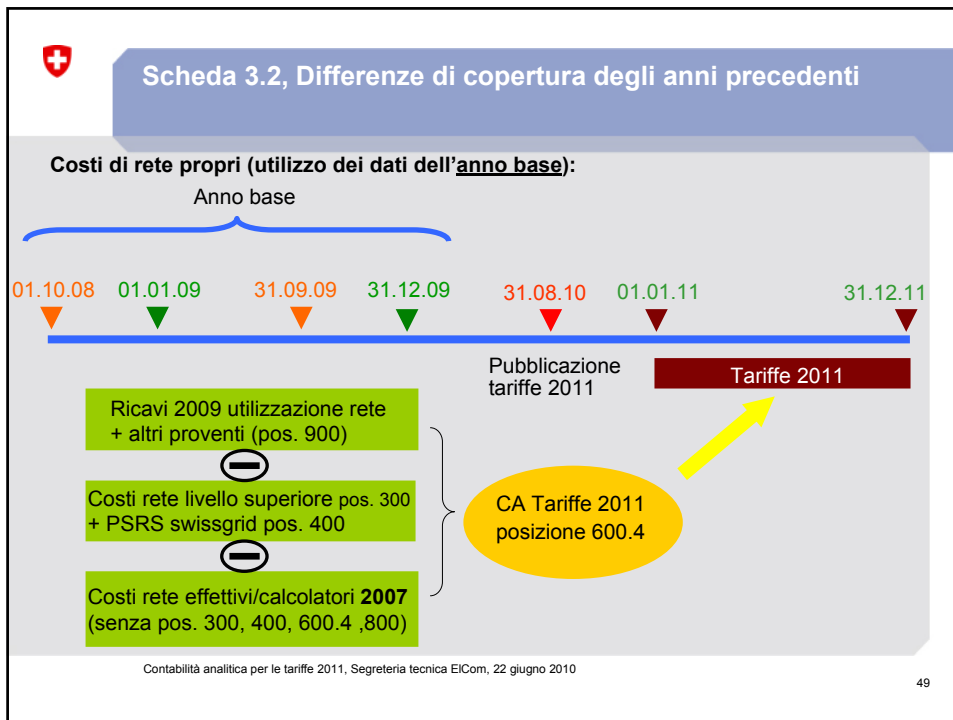 Scheda 3.2, Differenze di copertura degli anni precedenti
Costi di rete propri (utilizzo dei dati dell'anno base):
Anno base
01.10.08 01.01.09 31.09.09 31.12.09 31.08.10 01.01.11 31.12.11
Pubblicazione
tariffe 2011
Tariffe 2011
Ricavi 2009 utilizzazione rete
+ altri proventi (pos. 900)
Costi rete livello superiore pos. 300
+ PSRS swissgrid pos. 400
Costi rete effettivi/calcolatori 2007
(senza pos. 300, 400, 600.4 ,800)
CA Tariffe 2011
posizione 600.4
Contabilità analitica per le tariffe 2011, Segreteria tecnica ElCom, 22 giugno 2010
49